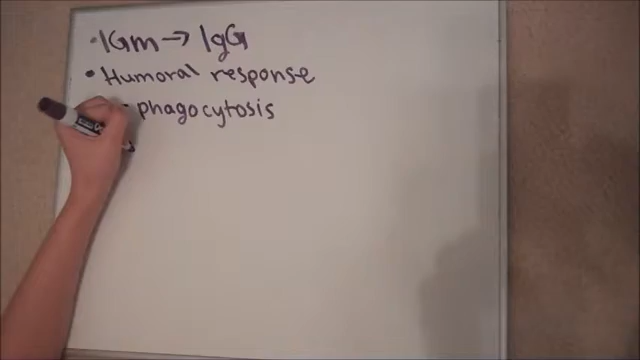 • IGm → IgG
• Humoral response
phagocytosis